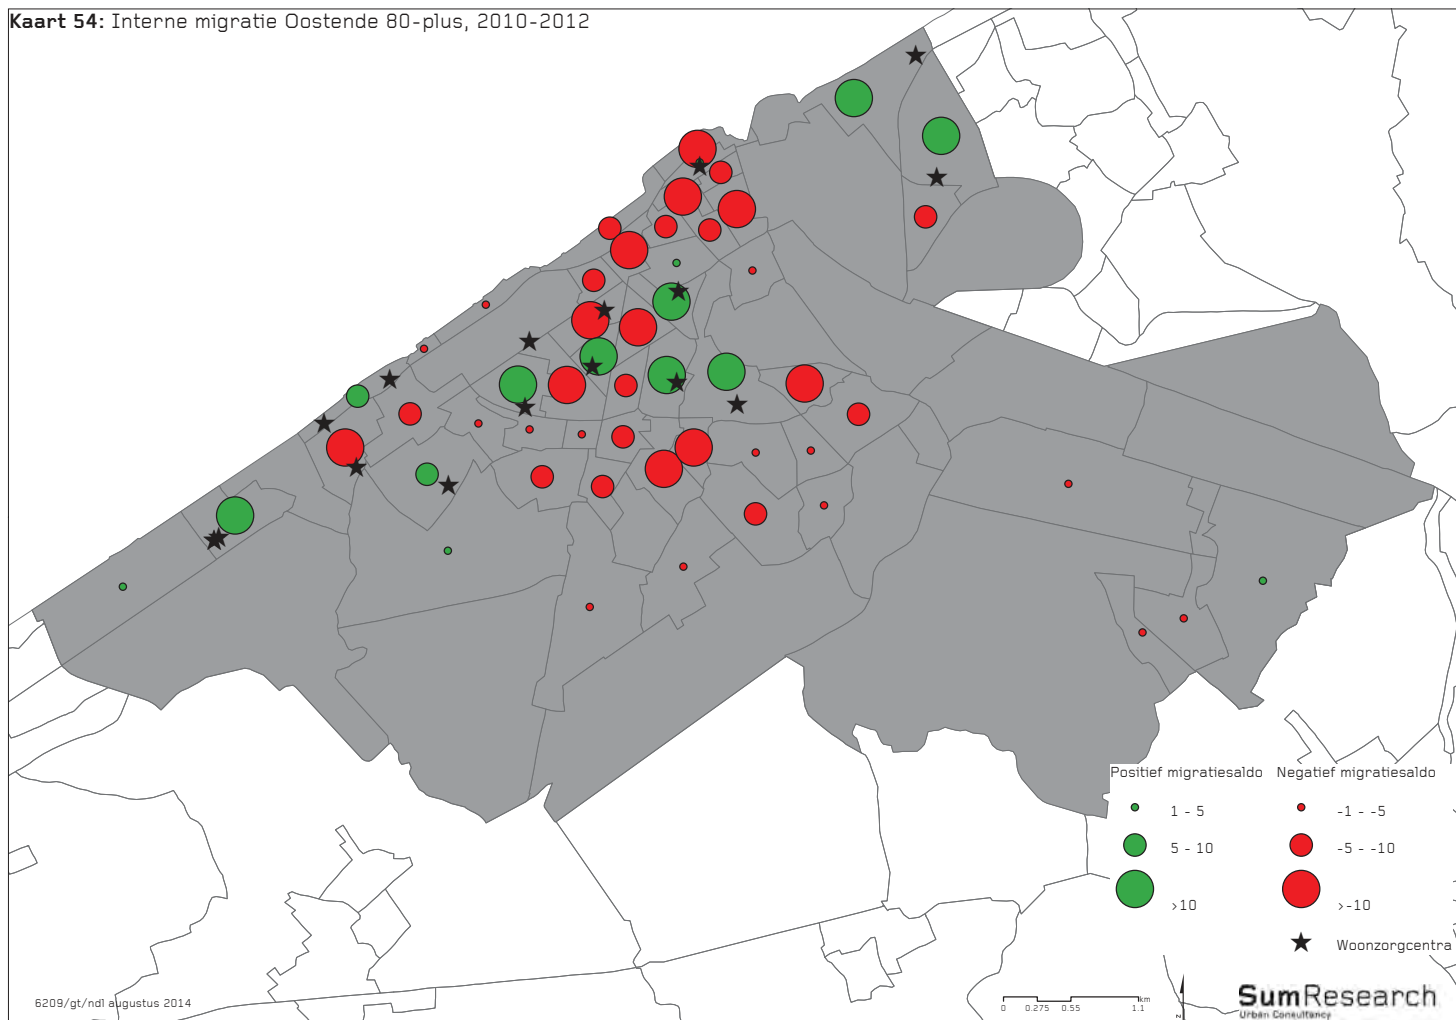 Kaart 54: Interne migratie Oostende 80-plus, 2010-2012
Positief migratiesaldo Negatief migratiesaldo
1 - 5 -1 - -5
5 - 10 -5 - -10
>10 >-10
Woonzorgcentra
6209/gt/ndl augustus 2014
km
0 0.275 0.55 1.1
N
SumResearch
Urban Consultancy